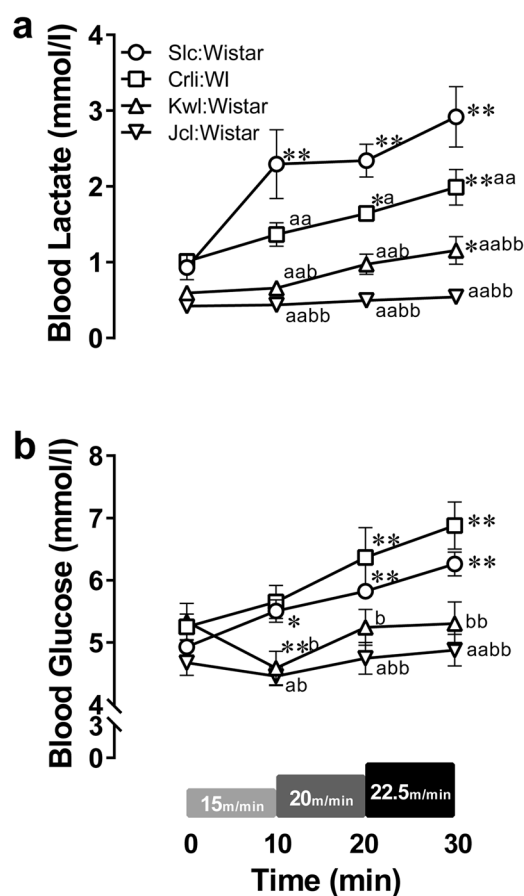 a
Blood Lactate (mmol/l)
4
3
2
1
0
Slc:Wistar
Crli:WI
Kwl:Wistar
Jcl:Wistar
**
**
**
aa
*a
**aa
aab
aab
*aabb
aabb
aabb
aabb
b
Blood Glucose (mmol/l)
8
7
6
5
4
3
0
**
**
**
**
*
**b
b
bb
ab
abb
aabb
15m/min
20m/min
22.5m/min
0
10
20
30
Time (min)